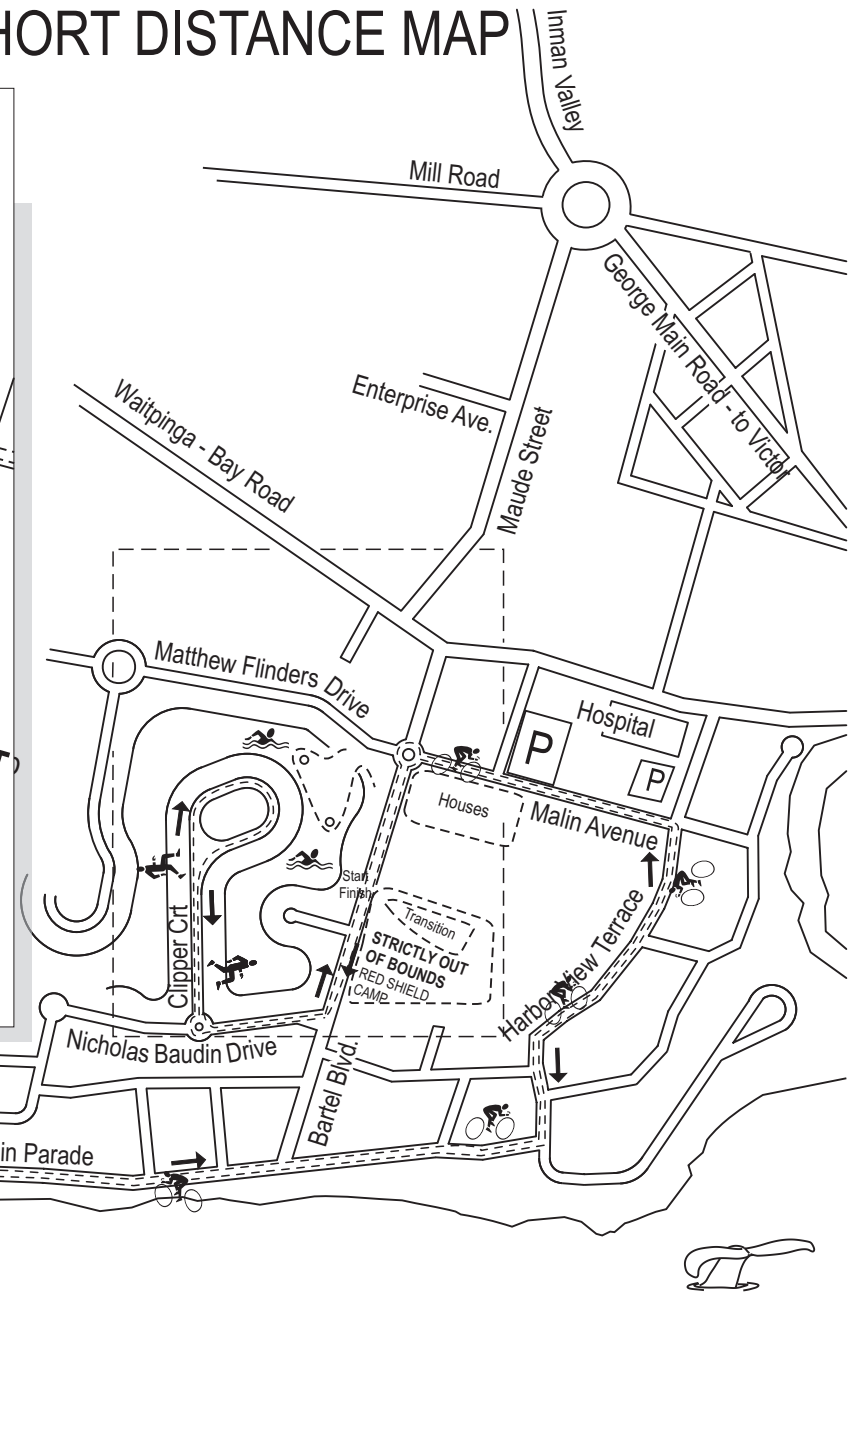 HORT DISTANCE MAP
Inman Valley
Mill Road
George Main Road - to Victor
Enterprise Ave.
Waitpinga - Bay Road
Maude Street
Matthew Flinders Drive
Hospital
P
P
Houses
Malin Avenue
Start
Finish
Transition
STRICTLY OUT
OF BOUNDS
RED SHIELD
CAMP
Clipper Crt
Harborview Terrace
Nicholas Baudin Drive
Bartel Blvd.
in Parade